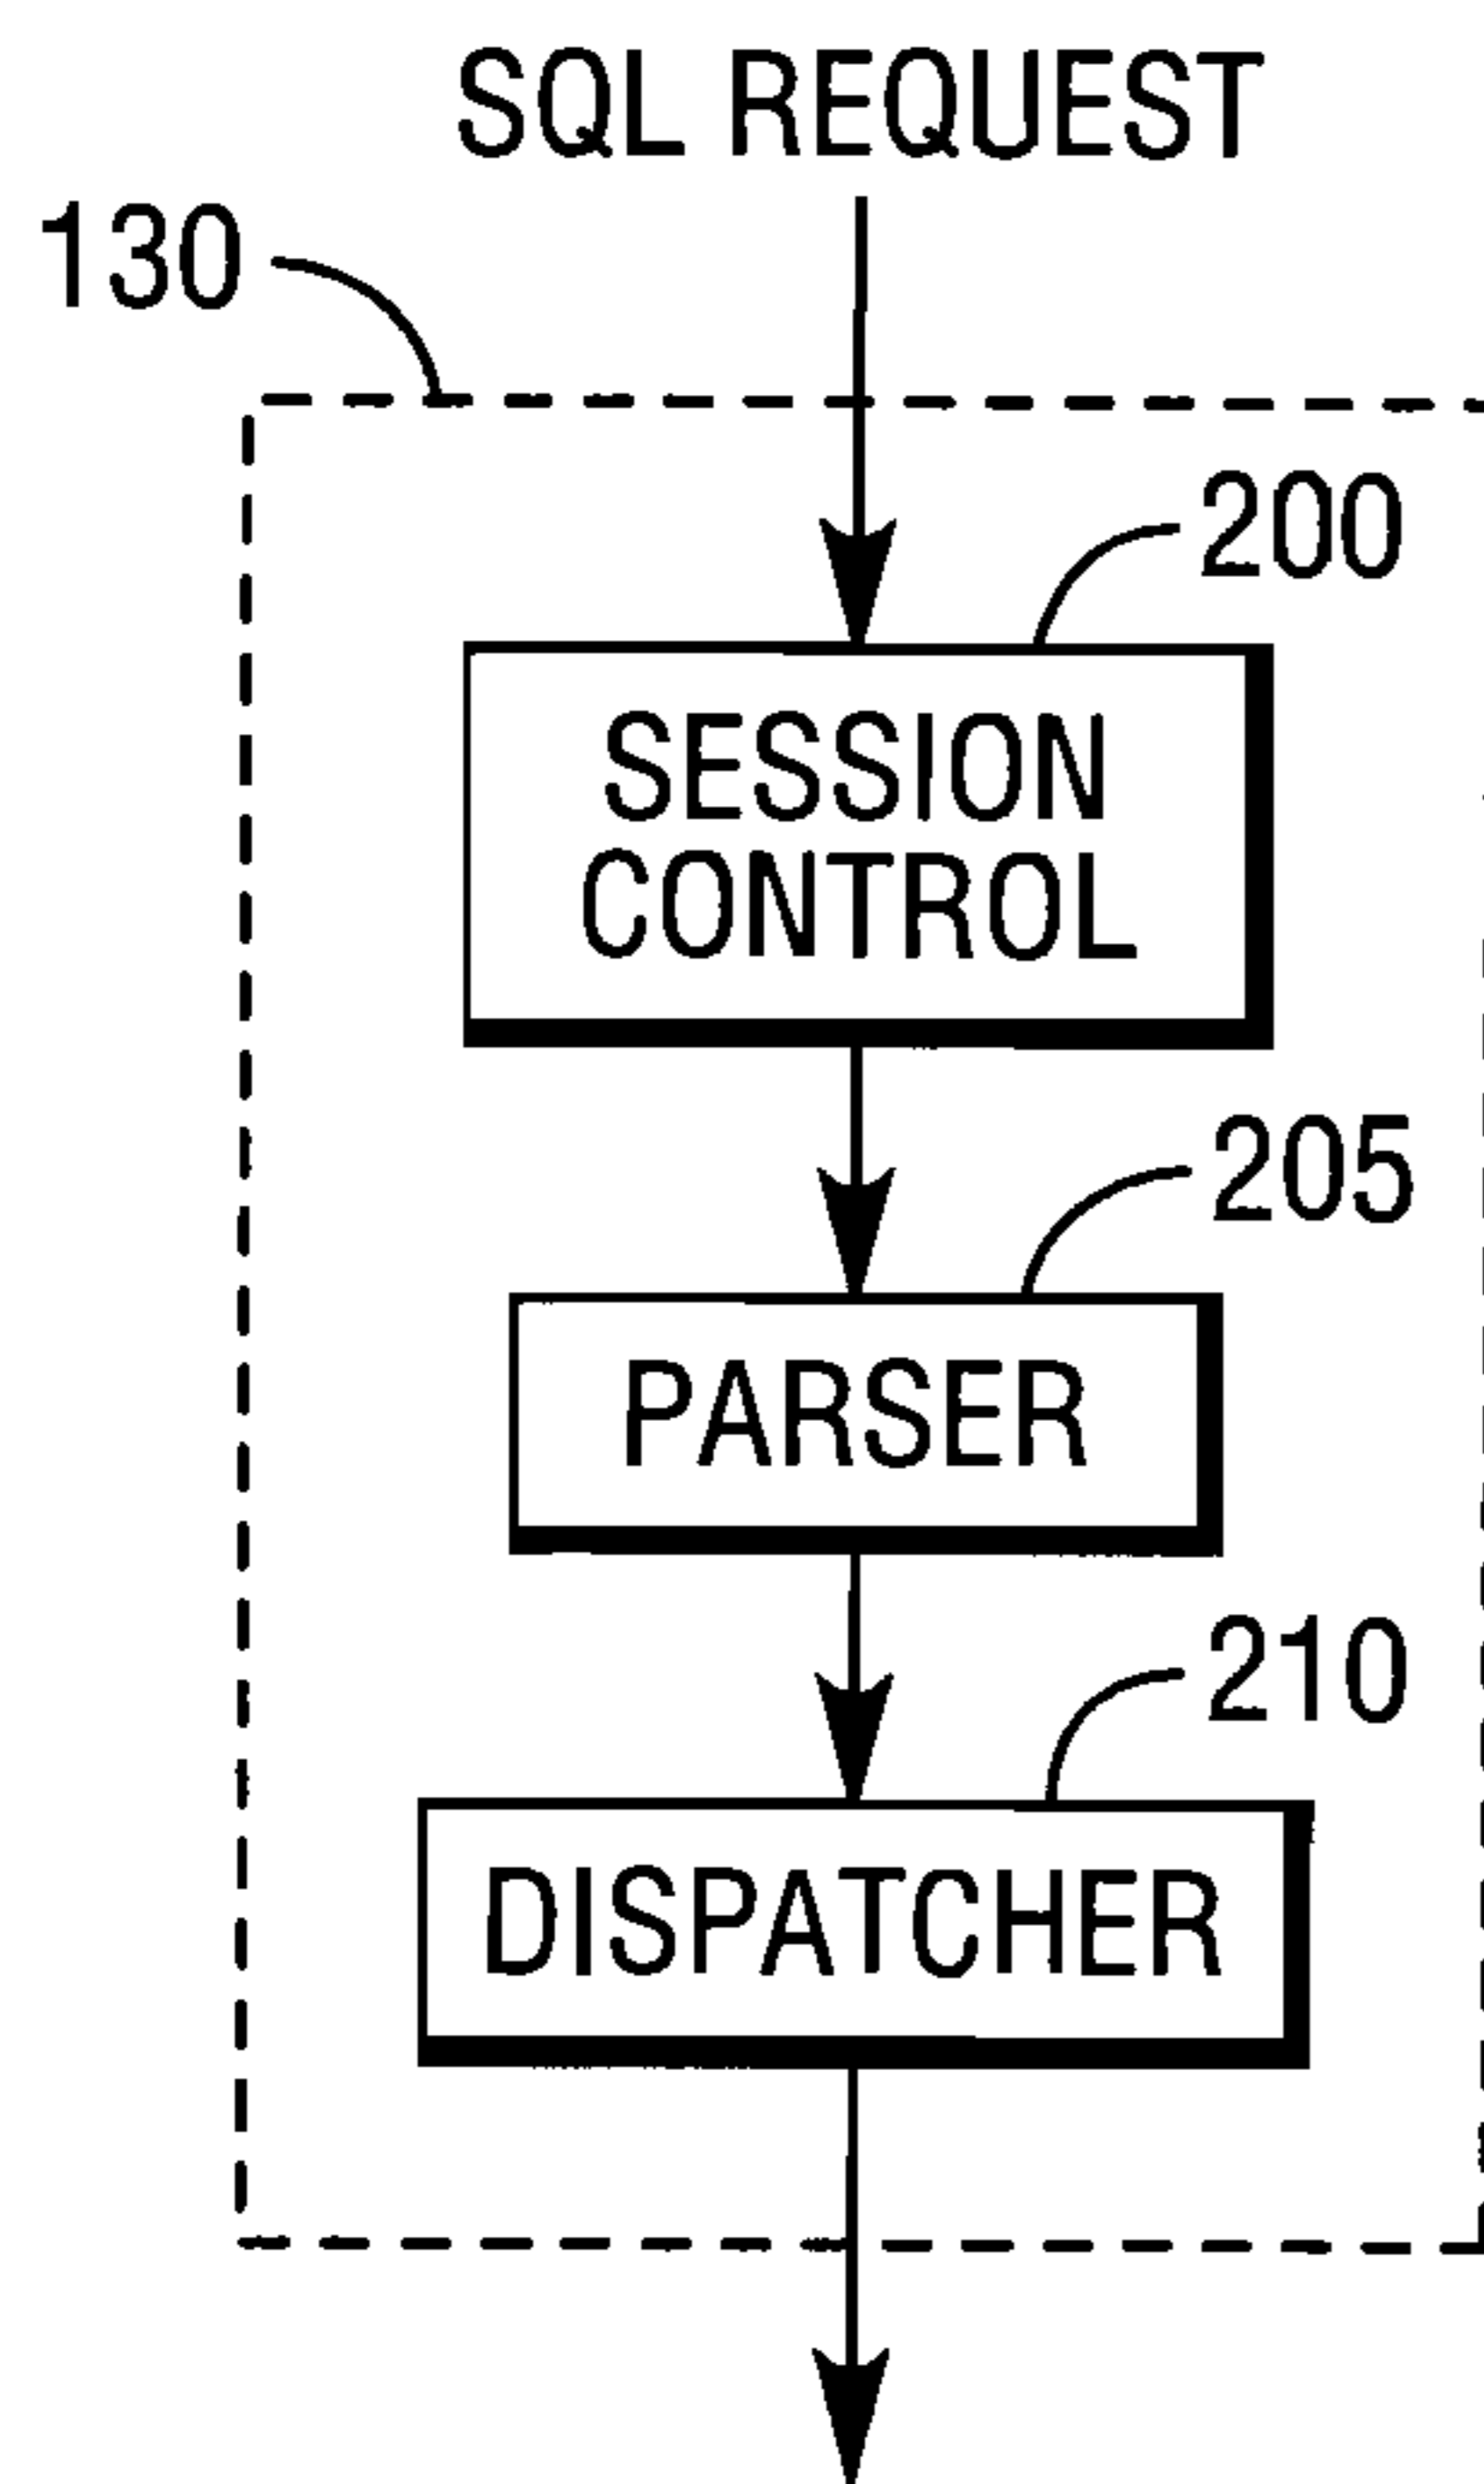 SQL REQUEST
130
200
SESSION
CONTROL
205
PARSER
210
DISPATCHER